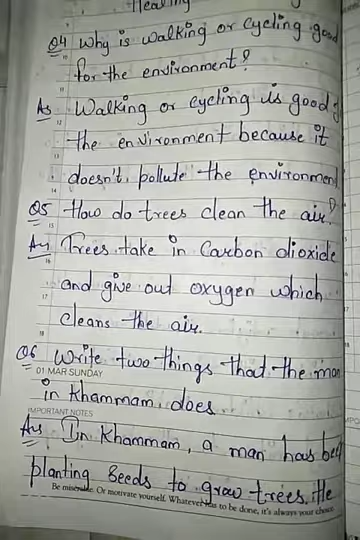 Healing
Q4 Why is walking or cycling good
for the environment?
As Walking or cycling is good
the environment because it
doesn't pollute the environment
Q5 How do trees clean the air?
An Trees take in Carbon dioxide
and give out oxygen which
cleans the air.
Q6 Write two things that the man
01 MAR SUNDAY
in Khammam does.
IMPORTANT NOTES
Ans In Khammam, a man has been
planting seeds to grow trees. He
Be miserable. Or motivate yourself. Whatever has to be done, it's always your choice.